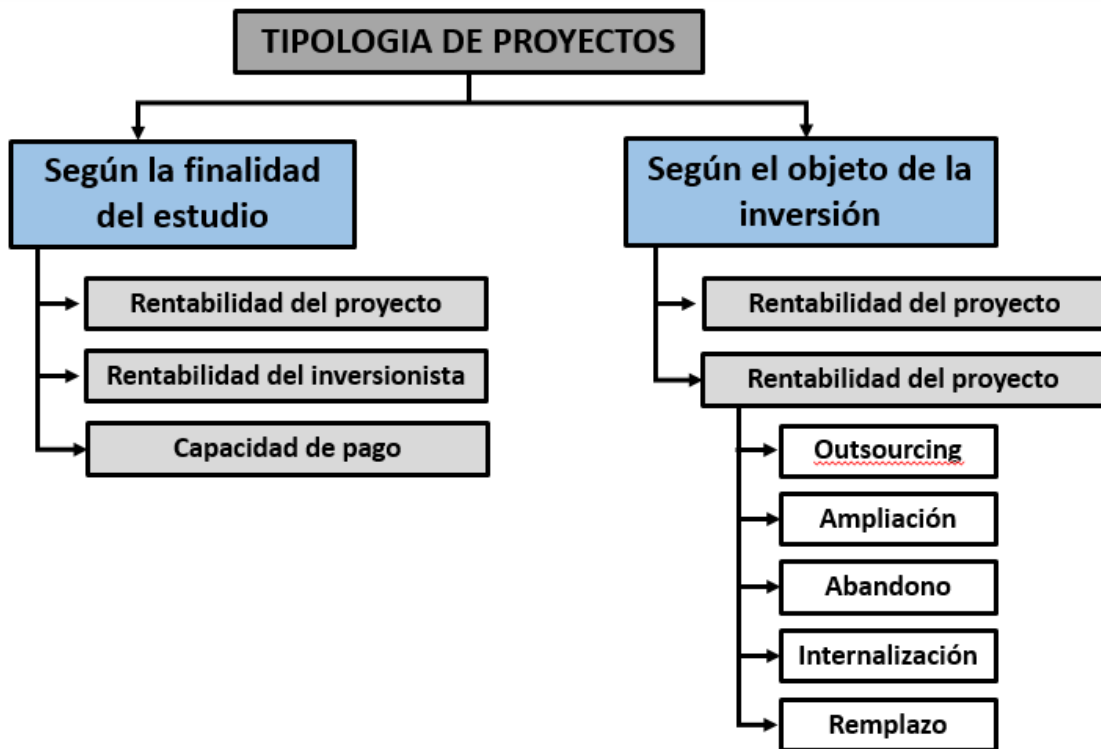 TIPOLOGIA DE PROYECTOS
Según la finalidad
del estudio
Rentabilidad del proyecto
Rentabilidad del inversionista
Capacidad de pago
Según el objeto de la
inversión
Rentabilidad del proyecto
Rentabilidad del proyecto
Outsourcing
Ampliación
Abandono
Internalización
Remplazo